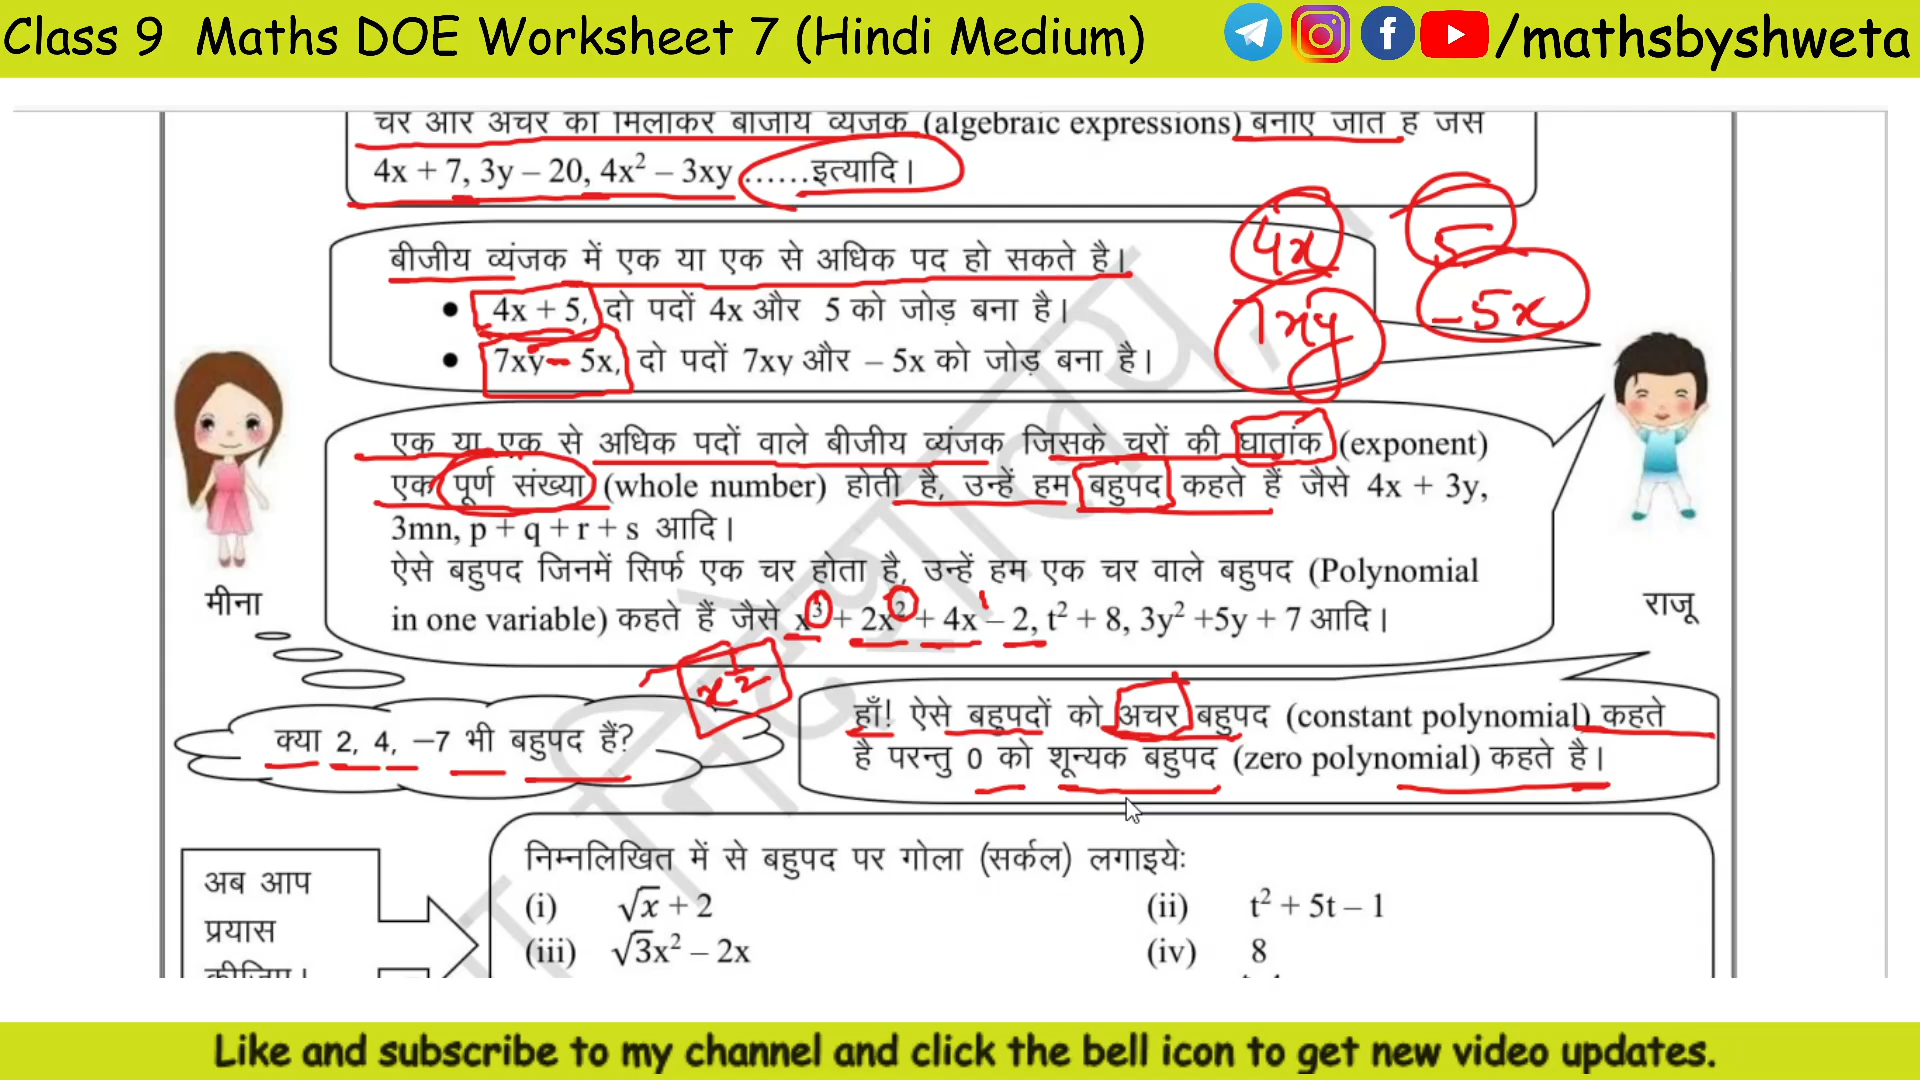 Class 9 Maths DOE Worksheet 7 (Hindi Medium)
/mathsbyshweta
चर और अचर को मिलाकर बीजीय व्यंजक (algebraic expressions) बनाए जाते है जैसे
4x + 7, 3y – 20, 4x² – 3xy ......इत्यादि।
बीजीय व्यंजक में एक या एक से अधिक पद हो सकते है।
• 4x + 5, दो पदों 4x और 5 को जोड़ बना है।
• 7xy – 5x, दो पदों 7xy और – 5x को जोड़ बना है।
4x
5
7xy
–5x
एक या एक से अधिक पदों वाले बीजीय व्यंजक जिसके चरों की घातांक (exponent)
एक पूर्ण संख्या (whole number) होती है, उन्हें हम बहुपद कहते हैं जैसे 4x + 3y,
3mn, p + q + r + s आदि।
ऐसे बहुपद जिनमें सिर्फ एक चर होता है, उन्हें हम एक चर वाले बहुपद (Polynomial
in one variable) कहते हैं जैसे x³ + 2x² + 4x¹ – 2, t² + 8, 3y² +5y + 7 आदि।
मीना
राजू
x^1/2
क्या 2, 4, –7 भी बहुपद हैं?
हाँ! ऐसे बहुपदों को अचर बहुपद (constant polynomial) कहते
है परन्तु 0 को शून्यक बहुपद (zero polynomial) कहते है।
अब आप
प्रयास
कीजिए।
निम्नलिखित में से बहुपद पर गोला (सर्कल) लगाइयेः
(i) √x + 2 (ii) t² + 5t – 1
(iii) √3x² – 2x (iv) 8
Like and subscribe to my channel and click the bell icon to get new video updates.